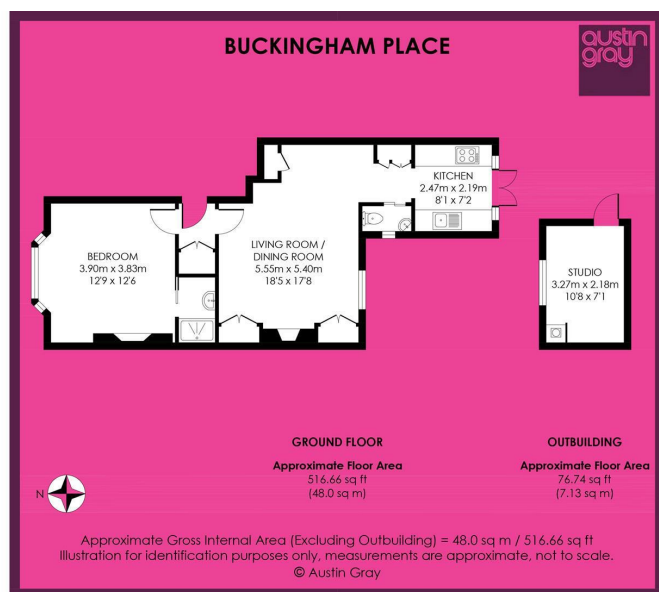 BUCKINGHAM PLACE
austin
gray
KITCHEN
2.47m x 2.19m
8'1 x 7'2
BEDROOM
3.90m x 3.83m
12'9 x 12'6
LIVING ROOM /
DINING ROOM
5.55m x 5.40m
18'5 x 17'8
STUDIO
3.27m x 2.18m
10'8 x 7'1
GROUND FLOOR
Approximate Floor Area
516.66 sq ft
(48.0 sq m)
OUTBUILDING
Approximate Floor Area
76.74 sq ft
(7.13 sq m)
N
Approximate Gross Internal Area (Excluding Outbuilding) = 48.0 sq m / 516.66 sq ft
Illustration for identification purposes only, measurements are approximate, not to scale.
© Austin Gray